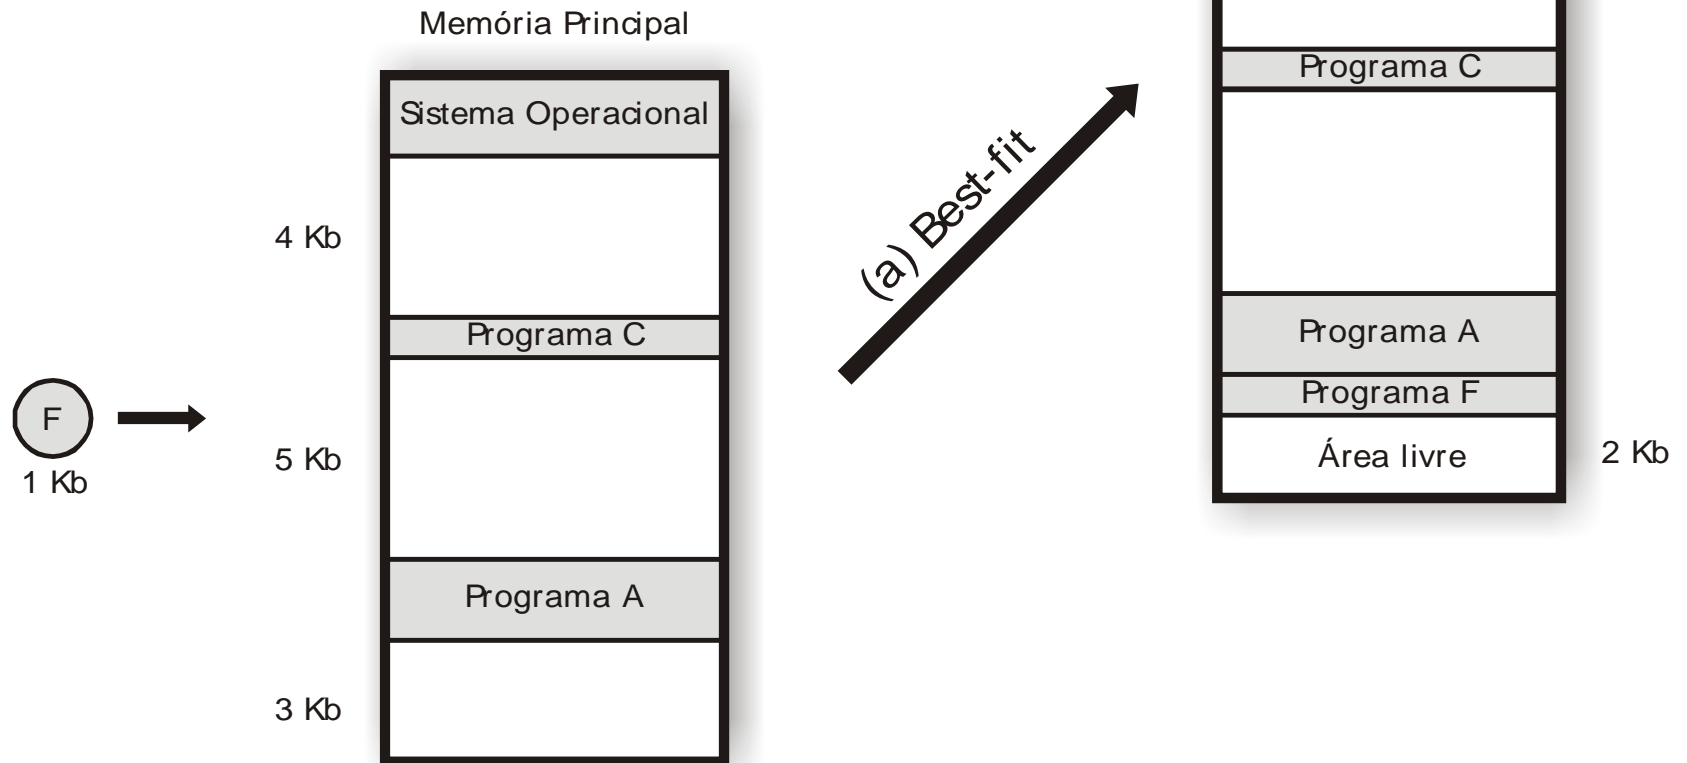 Memória Principal
Sistema Operacional
4 Kb
Programa C
F
1 Kb
5 Kb
Programa A
3 Kb
(a) Best-fit
Programa C
Programa A
Programa F
Área livre
2 Kb